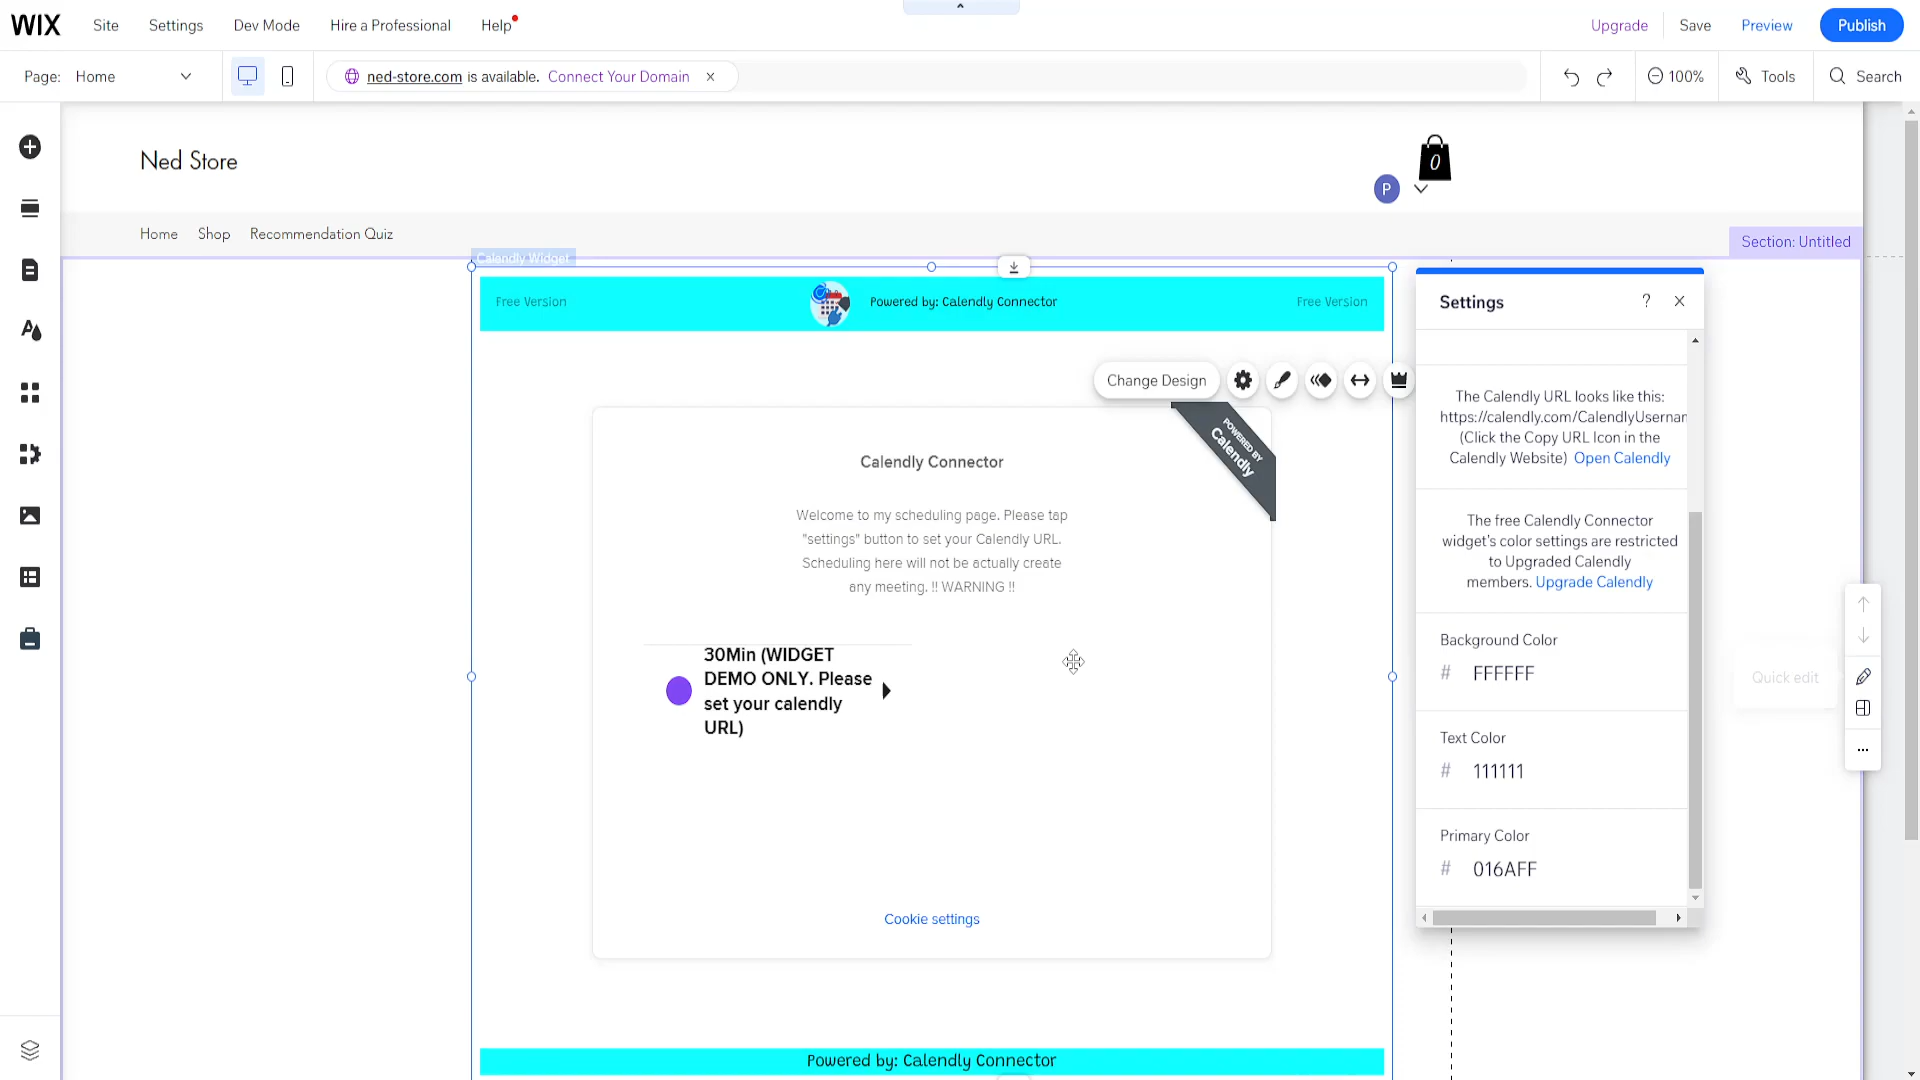 WIX Site Settings Dev Mode Hire a Professional Help Upgrade Save Preview Publish
Page: Home ned-store.com is available. Connect Your Domain 100% Tools Search
Ned Store
0
P
Home Shop Recommendation Quiz
Section: Untitled
Calendly Widget
Free Version Powered by: Calendly Connector Free Version
Settings ?
Change Design
POWERED BY
Calendly
Calendly Connector
Welcome to my scheduling page. Please tap
"settings" button to set your Calendly URL.
Scheduling here will not be actually create
any meeting. !! WARNING !!
30Min (WIDGET
DEMO ONLY. Please
set your calendly
URL)
Cookie settings
Powered by: Calendly Connector
The Calendly URL looks like this:
https://calendly.com/CalendlyUsernam
(Click the Copy URL Icon in the
Calendly Website) Open Calendly
The free Calendly Connector
widget's color settings are restricted
to Upgraded Calendly
members. Upgrade Calendly
Background Color
# FFFFFF
Text Color
# 111111
Primary Color
# 016AFF
Quick edit